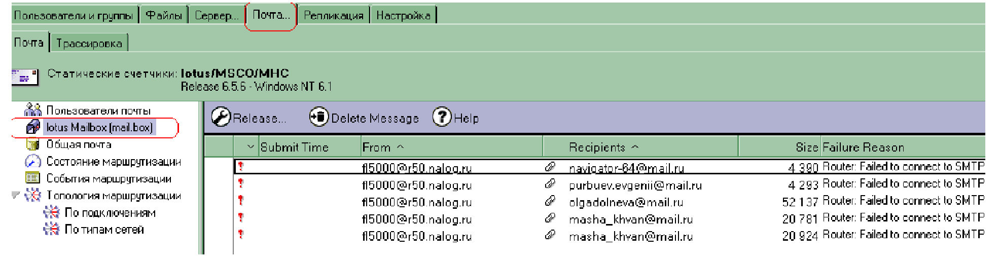 Пользователи и группы Файлы Сервер... Почта... Репликация Настройка
Почта Трассировка
Статические счетчики: lotus/MSCO/MHC
Release 6.5.6 - Windows NT 6.1
Пользователи почты
lotus Mailbox (mail.box)
Общая почта
Состояние маршрутизации
События маршрутизации
Топология маршрутизации
По подключениям
По типам сетей
Release... Delete Message Help
Submit Time From Recipients Size Failure Reason
fl5000@r50.nalog.ru navigator-64@mail.ru 4 390 Router: Failed to connect to SMTP
fl5000@r50.nalog.ru purbuev.evgenii@mail.ru 4 293 Router: Failed to connect to SMTP
fl5000@r50.nalog.ru olgadolneva@mail.ru 52 137 Router: Failed to connect to SMTP
fl5000@r50.nalog.ru masha_khvan@mail.ru 20 781 Router: Failed to connect to SMTP
fl5000@r50.nalog.ru masha_khvan@mail.ru 20 924 Router: Failed to connect to SMTP